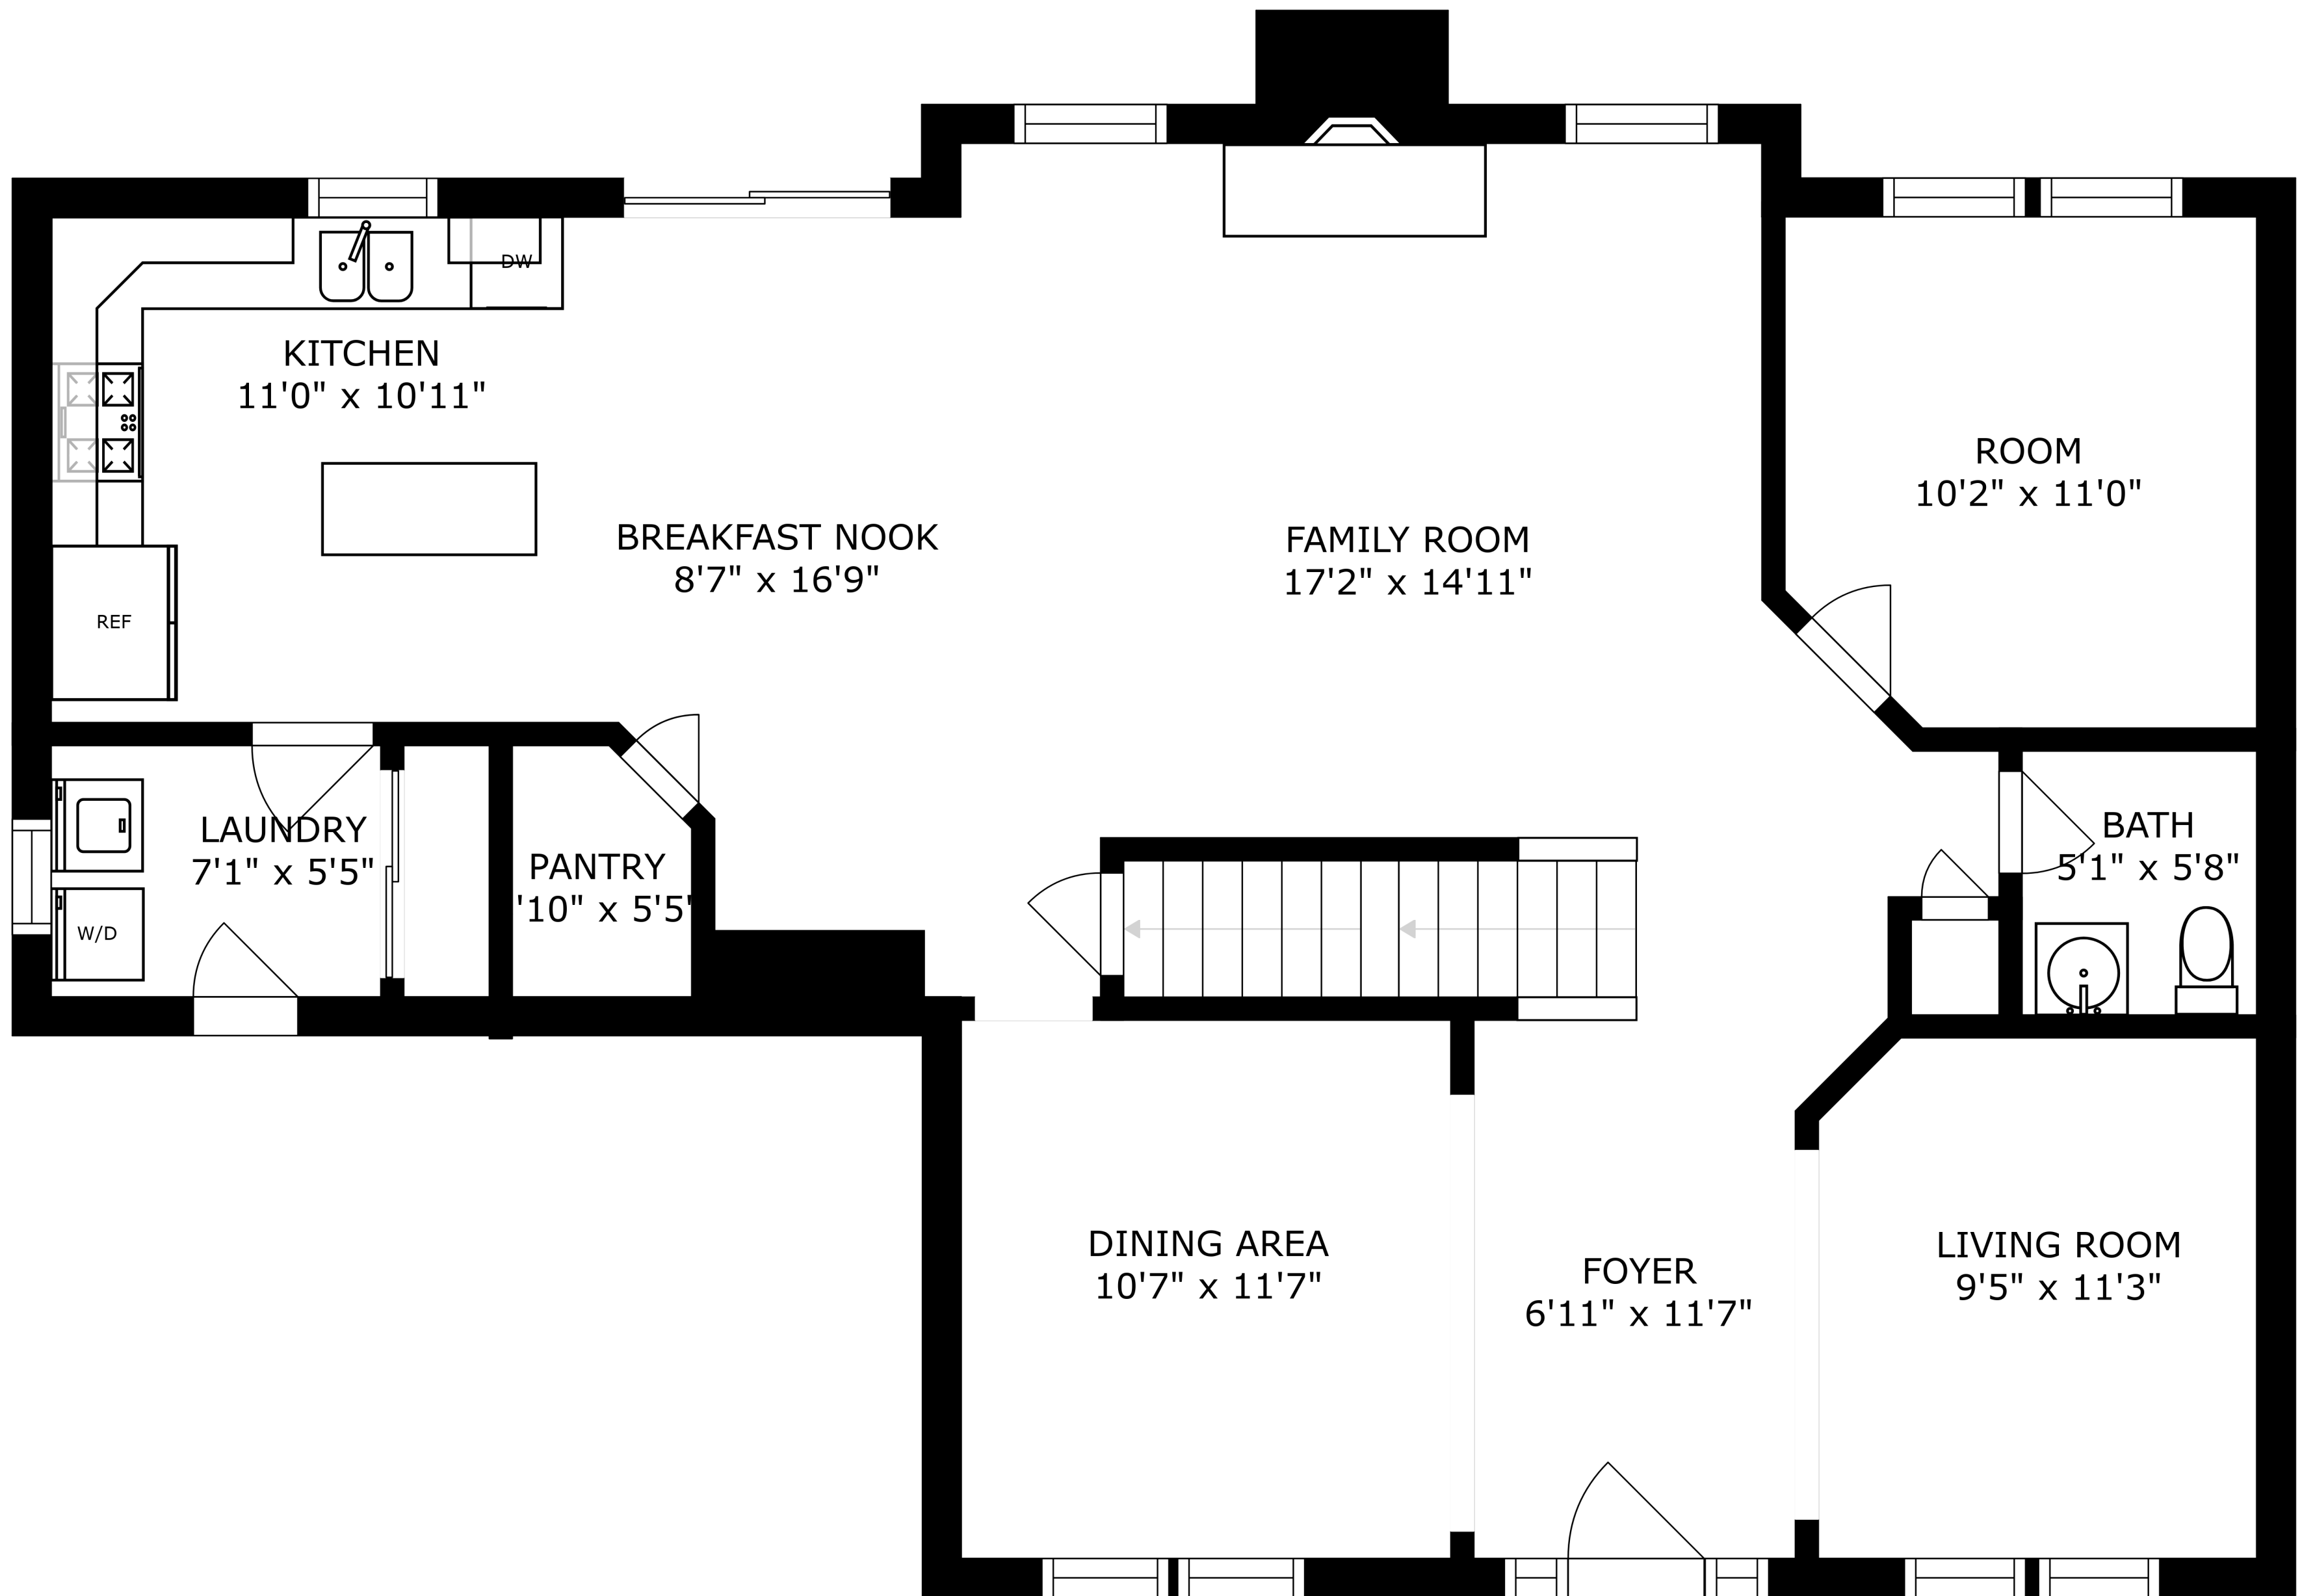 DW
KITCHEN
11'0" x 10'11"
ROOM
10'2" x 11'0"
BREAKFAST NOOK
8'7" x 16'9"
FAMILY ROOM
17'2" x 14'11"
REF
LAUNDRY
7'1" x 5'5"
PANTRY
'10" x 5'5"
BATH
5'1" x 5'8"
W/D
DINING AREA
10'7" x 11'7"
FOYER
6'11" x 11'7"
LIVING ROOM
9'5" x 11'3"